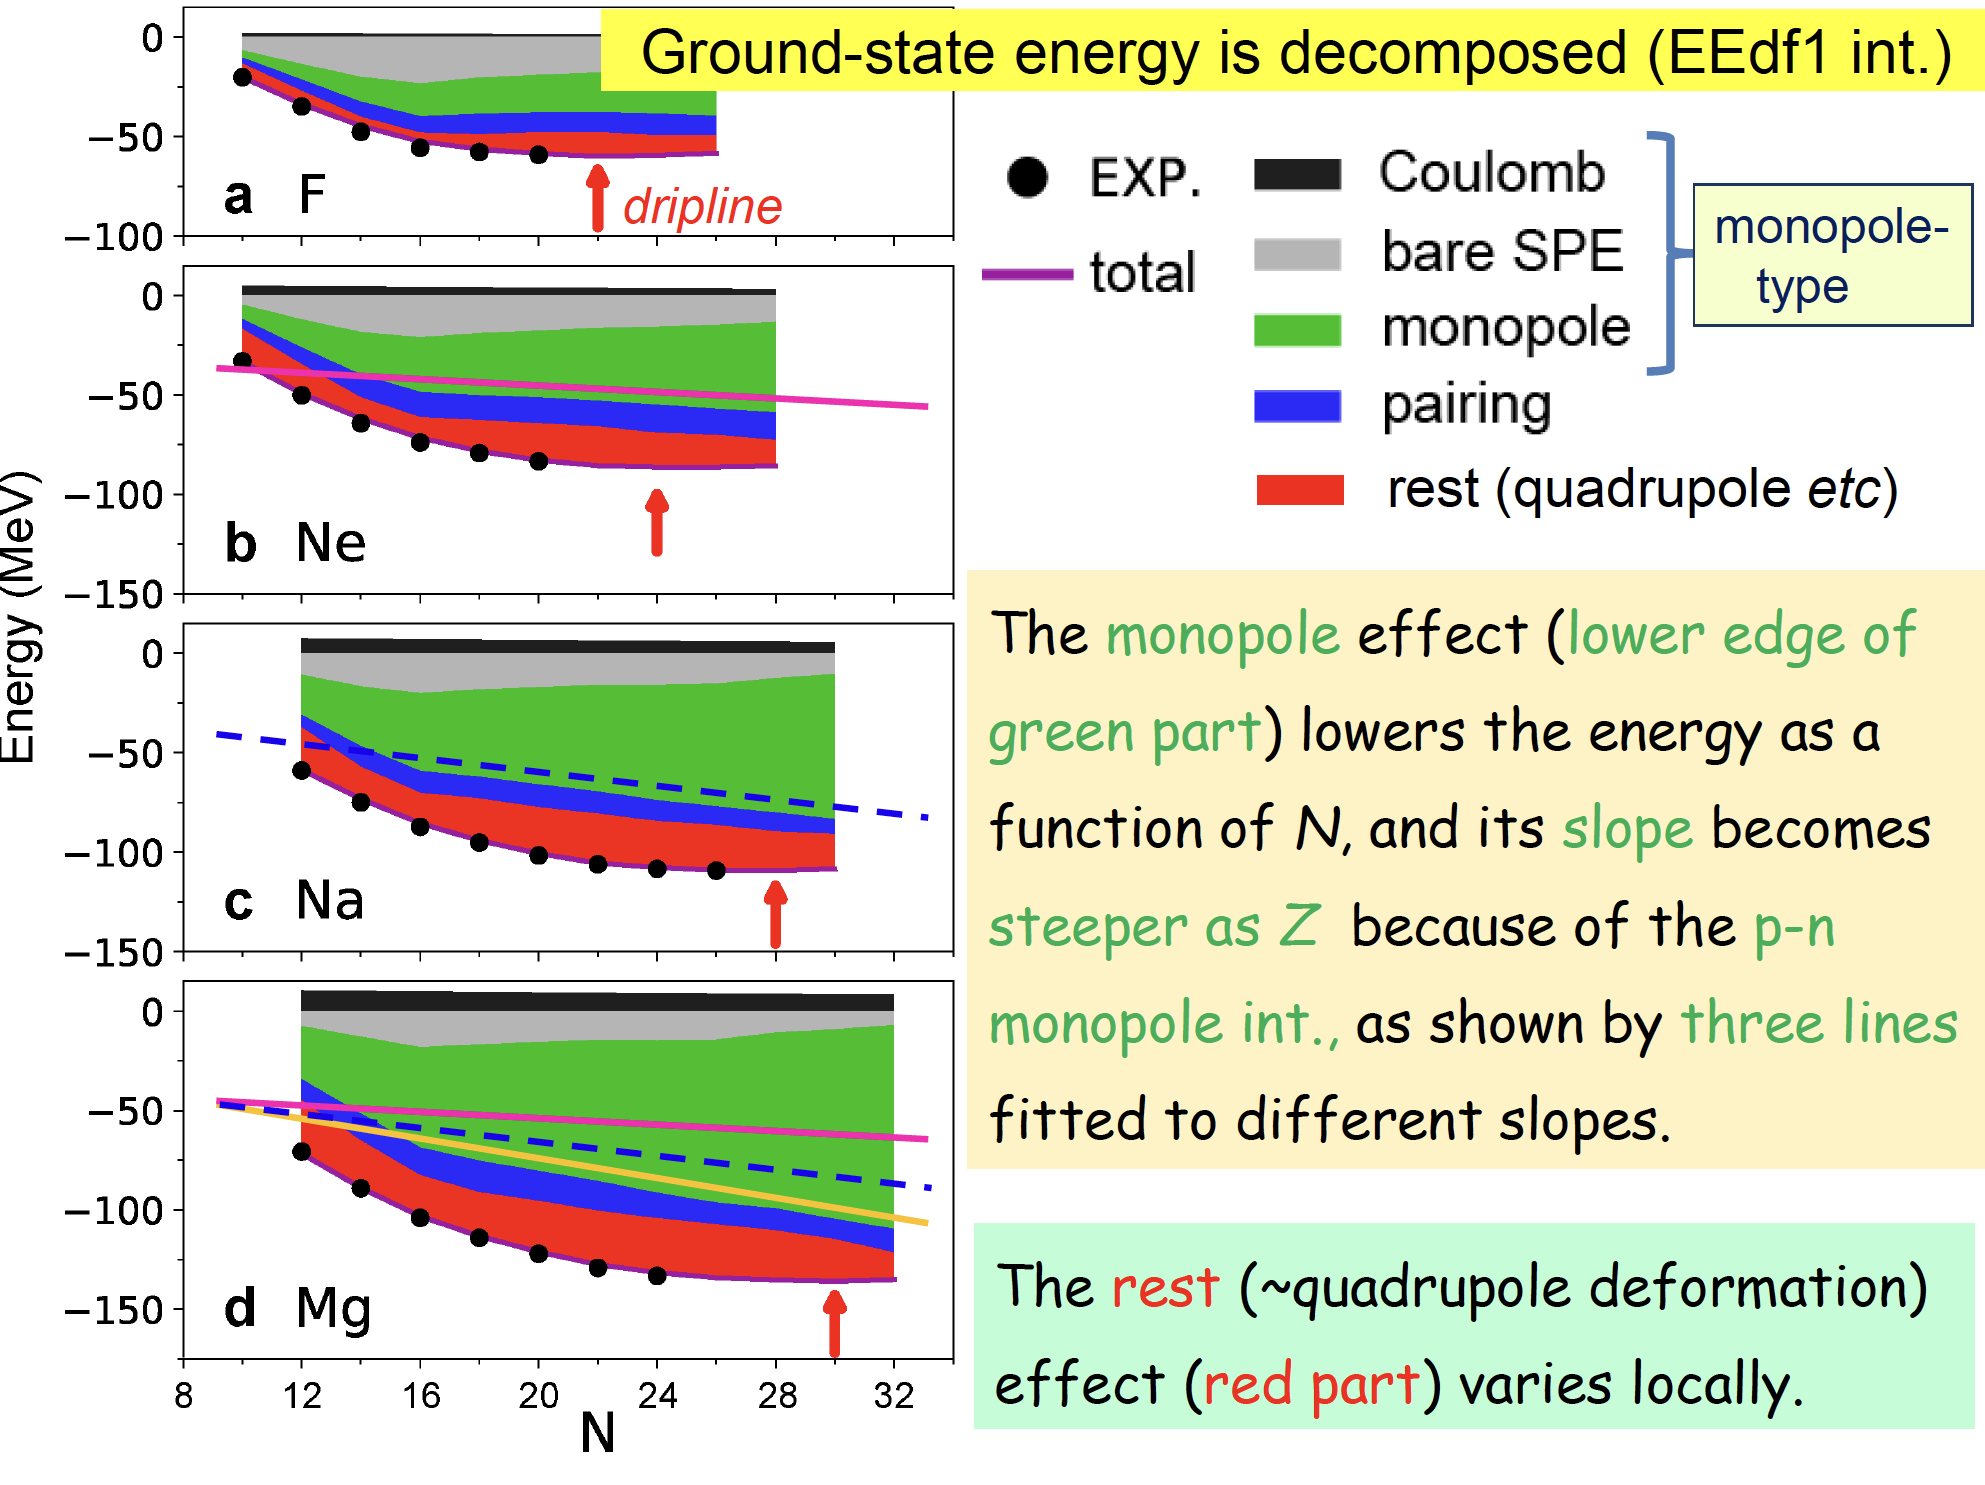 Ground-state energy is decomposed (EEdf1 int.)
0
−50
−100
a F
dripline
EXP.
total
Coulomb
bare SPE
monopole
pairing
rest (quadrupole etc)
monopole-
type
0
−50
−100
−150
b Ne
Energy (MeV)
0
−50
−100
−150
c Na
0
−50
−100
−150
d Mg
8 12 16 20 24 28 32
N
The monopole effect (lower edge of
green part) lowers the energy as a
function of N, and its slope becomes
steeper as Z because of the p-n
monopole int., as shown by three lines
fitted to different slopes.
The rest (~quadrupole deformation)
effect (red part) varies locally.